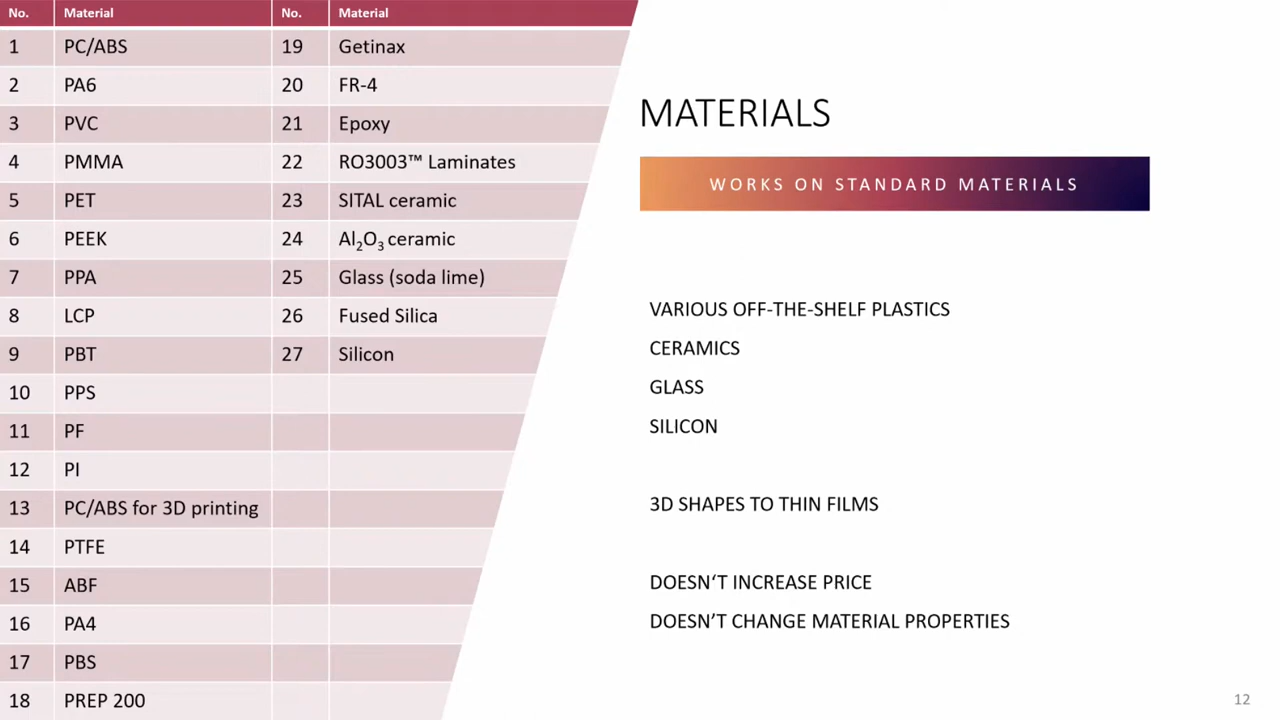 No. Material No. Material
1 PC/ABS 19 Getinax
2 PA6 20 FR-4
3 PVC 21 Epoxy
4 PMMA 22 RO3003™ Laminates
5 PET 23 SITAL ceramic
6 PEEK 24 Al₂O₃ ceramic
7 PPA 25 Glass (soda lime)
8 LCP 26 Fused Silica
9 PBT 27 Silicon
10 PPS
11 PF
12 PI
13 PC/ABS for 3D printing
14 PTFE
15 ABF
16 PA4
17 PBS
18 PREP 200
MATERIALS
WORKS ON STANDARD MATERIALS
VARIOUS OFF-THE-SHELF PLASTICS
CERAMICS
GLASS
SILICON
3D SHAPES TO THIN FILMS
DOESN‘T INCREASE PRICE
DOESN’T CHANGE MATERIAL PROPERTIES
12